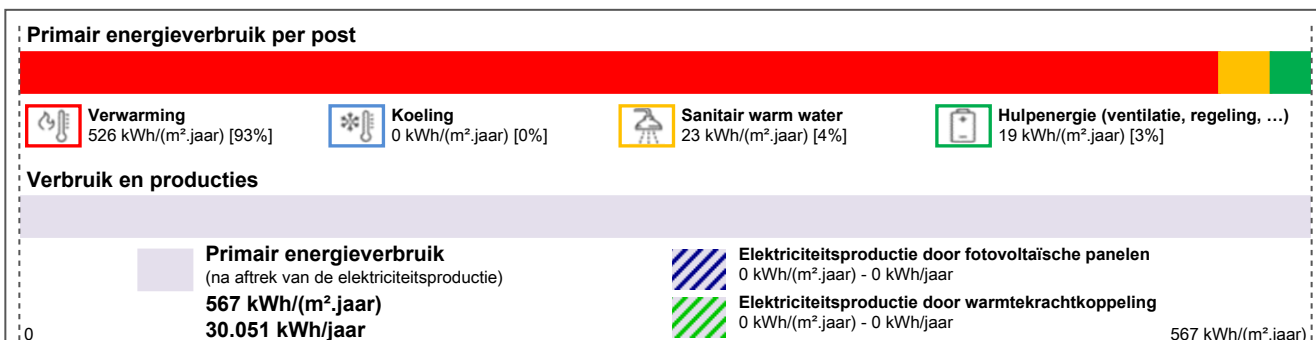 Primair energieverbruik per post
Verwarming
526 kWh/(m².jaar) [93%]
Koeling
0 kWh/(m².jaar) [0%]
Sanitair warm water
23 kWh/(m².jaar) [4%]
Hulpenergie (ventilatie, regeling, …)
19 kWh/(m².jaar) [3%]
Verbruik en producties
Primair energieverbruik
(na aftrek van de elektriciteitsproductie)
567 kWh/(m².jaar)
30.051 kWh/jaar
Elektriciteitsproductie door fotovoltaïsche panelen
0 kWh/(m².jaar) - 0 kWh/jaar
Elektriciteitsproductie door warmtekrachtkoppeling
0 kWh/(m².jaar) - 0 kWh/jaar
0
567 kWh/(m².jaar)